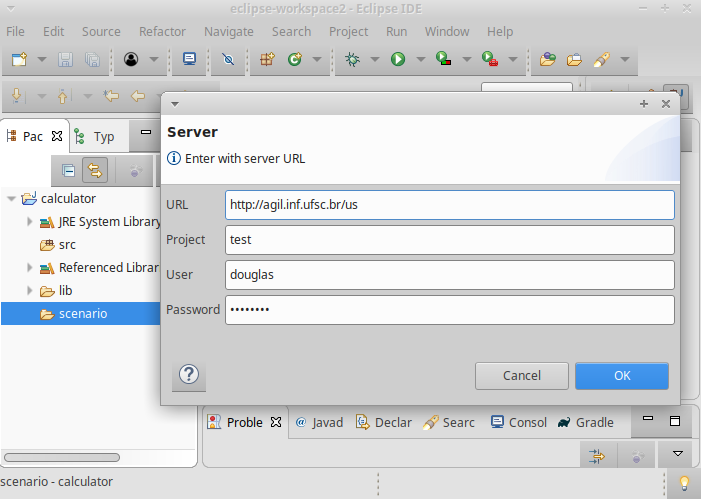 eclipse-workspace2 - Eclipse IDE
File Edit Source Refactor Navigate Search Project Run Window Help
Pac Typ
calculator
JRE System Library
src
Referenced Librar
lib
scenario
Server
Enter with server URL
URL http://agil.inf.ufsc.br/us
Project test
User douglas
Password ••••••••
Cancel OK
Proble Javad Declar Searc Consol Gradle
scenario - calculator